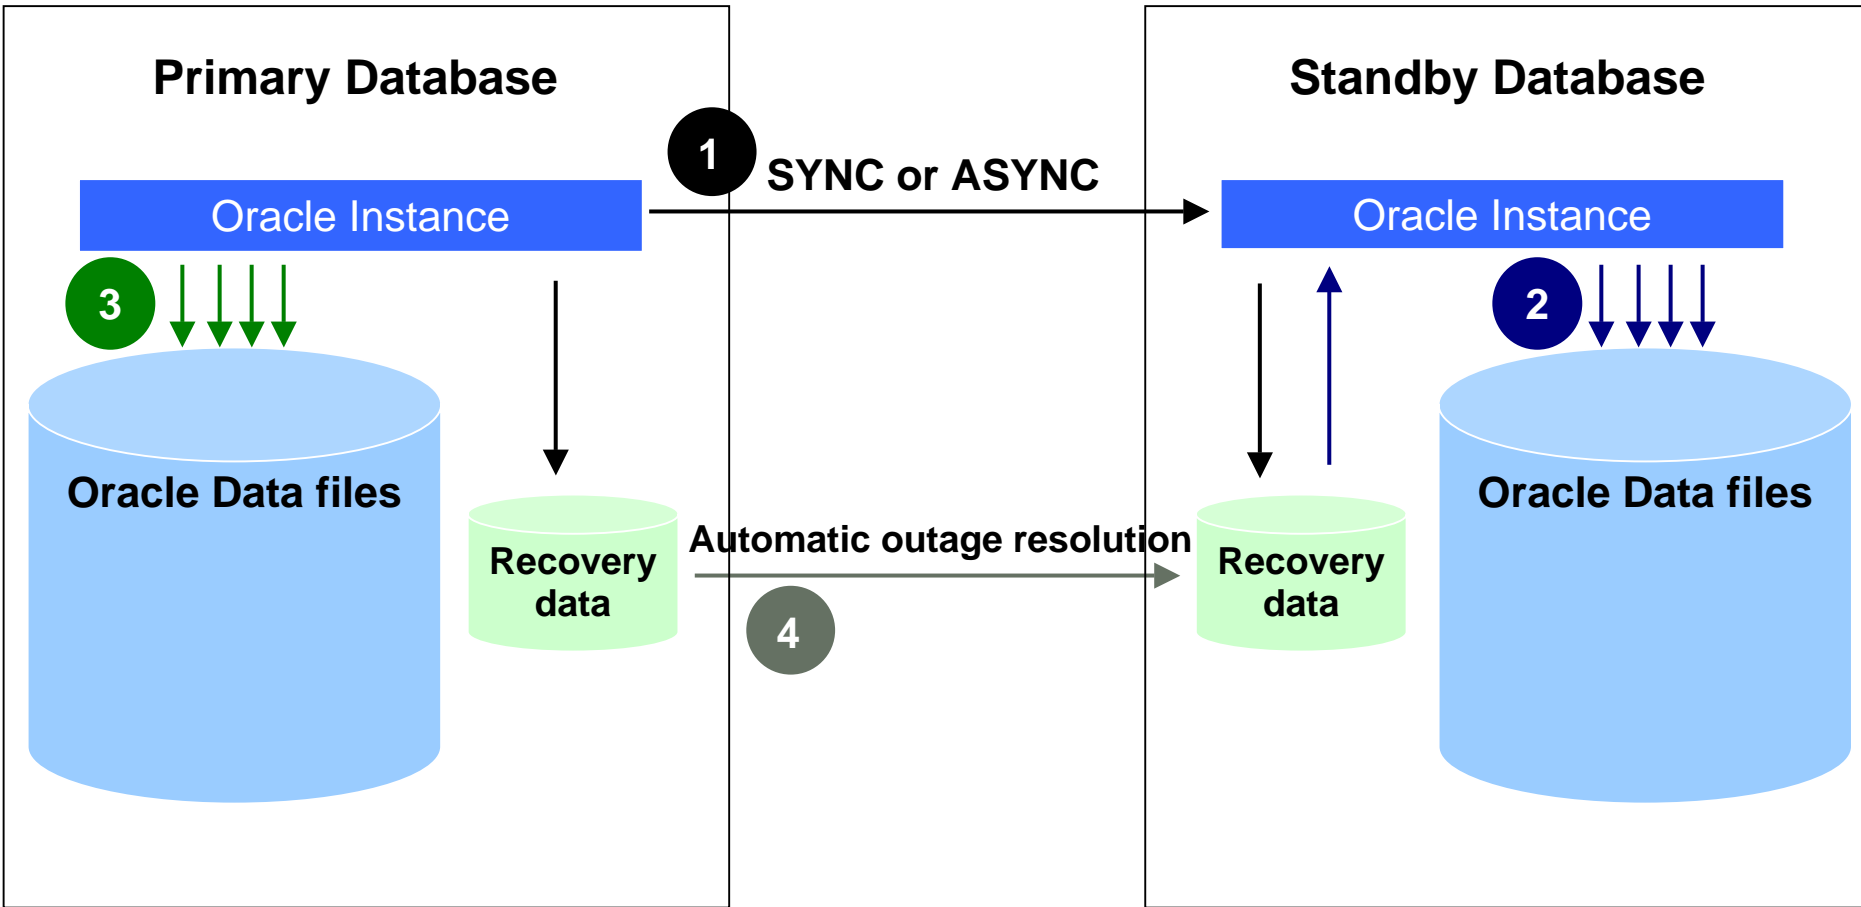 Primary Database
Standby Database
1
SYNC or ASYNC
Oracle Instance
Oracle Instance
3
2
Oracle Data files
Oracle Data files
Automatic outage resolution
Recovery
data
Recovery
data
4